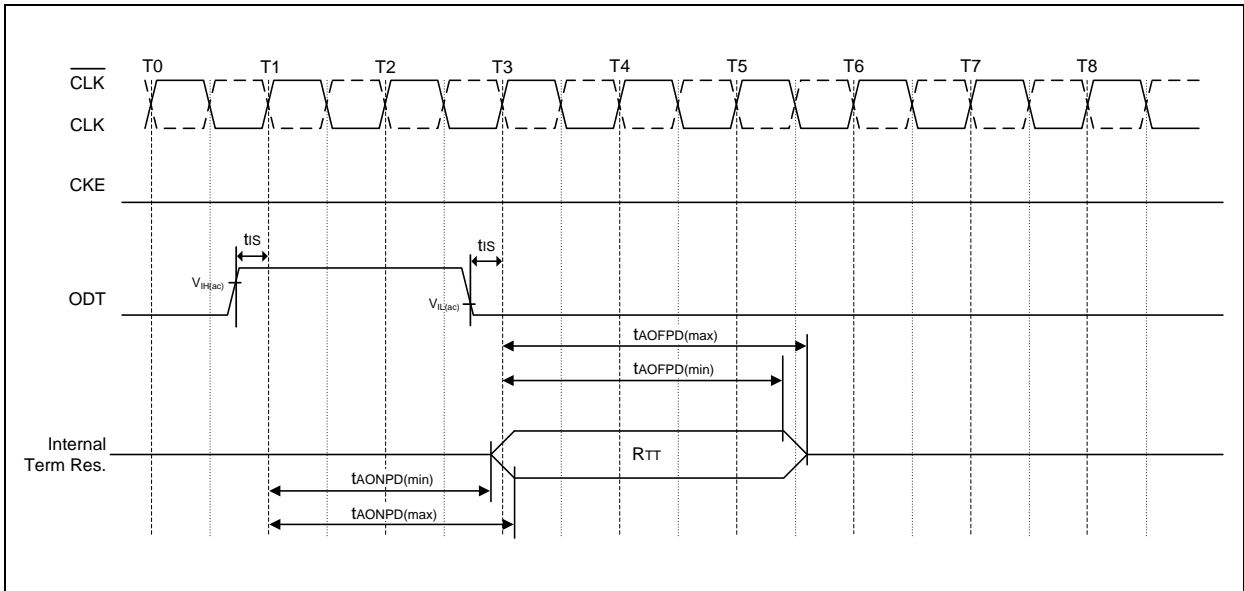 T0 T1 T2 T3 T4 T5 T6 T7 T8
CLK
CLK
CKE
tIS tIS
VIH(ac)
ODT
VIL(ac)
tAOFPD(max)
tAOFPD(min)
Internal
Term Res.
RTT
tAONPD(min)
tAONPD(max)